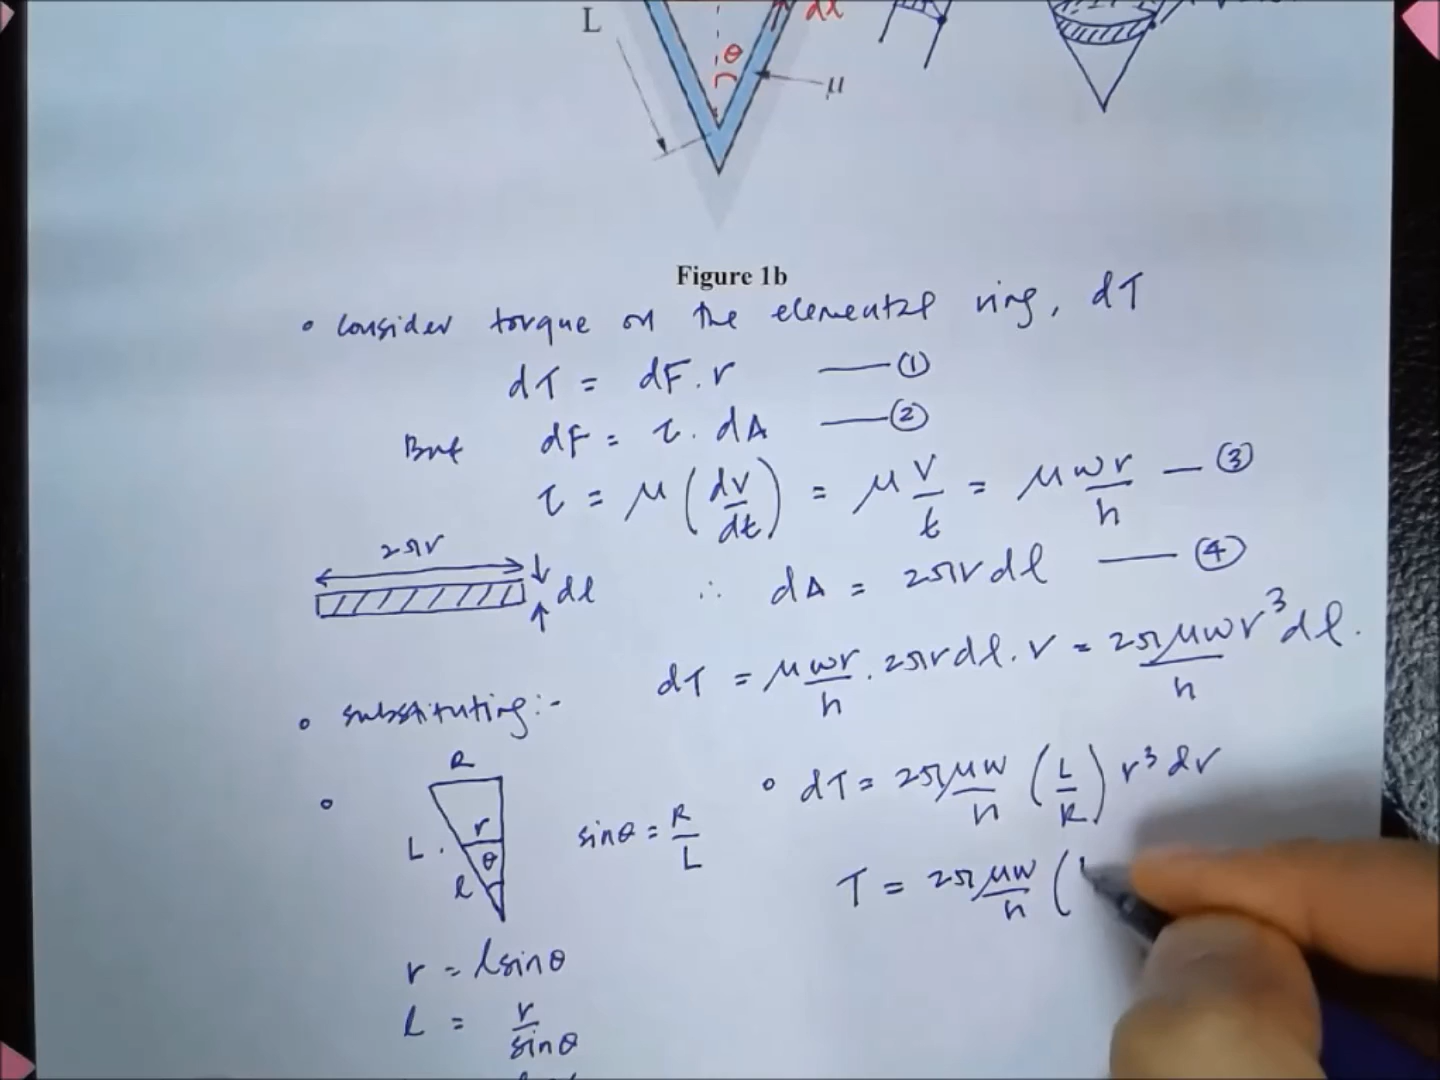 L
dl
θ
μ
Figure 1b
• Consider torque on the elemental ring, dT
dT = dF. r —— ①
But dF = τ. dA —— ②
τ = μ (dv/dt) = μ V/t = μ ωr/h — ③
2πr
dl
∴ dA = 2πr dl —— ④
dT = μ ωr/h . 2πr dl . r = 2πμω/h r³ dl.
• substituting :-
R
r
L .
θ
l
sinθ = R/L
• dT = 2πμω/h (L/R) r³ dr
T = 2πμω/h (
r = l sinθ
l = r/sinθ